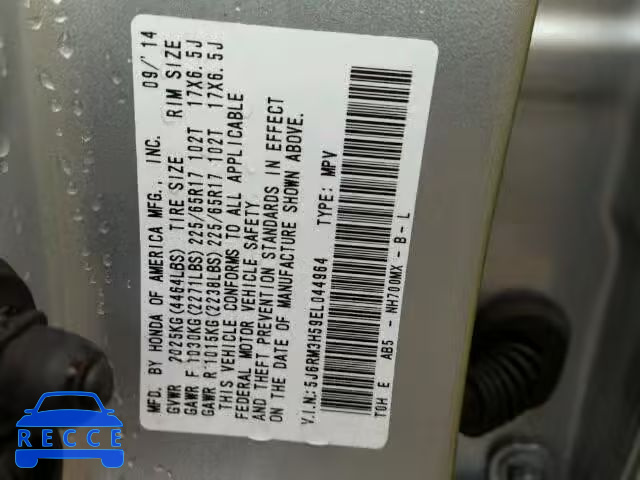 MFD. BY HONDA OF AMERICA MFG., INC. 09/'14
GVWR 2025KG(4464LBS) TIRE SIZE RIM SIZE
GAWR F 1030KG(2271LBS) 225/65R17 102T 17X6.5J
GAWR R 1015KG(2238LBS) 225/65R17 102T 17X6.5J
THIS VEHICLE CONFORMS TO ALL APPLICABLE
FEDERAL MOTOR VEHICLE SAFETY
AND THEFT PREVENTION STANDARDS IN EFFECT
ON THE DATE OF MANUFACTURE SHOWN ABOVE.
V.I.N: 5J6RM3H59EL044964 TYPE: MPV
T0H E AB5 - NH700MX - B - L
RECCE